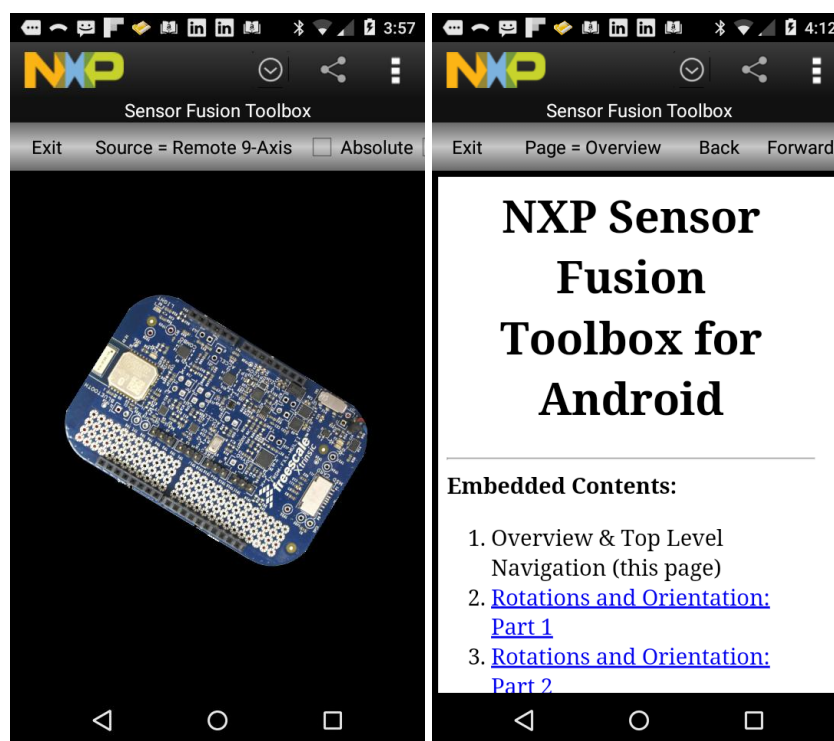 3:57
NXP
Sensor Fusion Toolbox
Exit Source = Remote 9-Axis Absolute
BLUETOOTH
freescale
Xtrinsic
4:12
NXP
Sensor Fusion Toolbox
Exit Page = Overview Back Forward
NXP Sensor
Fusion
Toolbox for
Android
Embedded Contents:
1. Overview & Top Level
Navigation (this page)
2. Rotations and Orientation:
Part 1
3. Rotations and Orientation:
Part 2